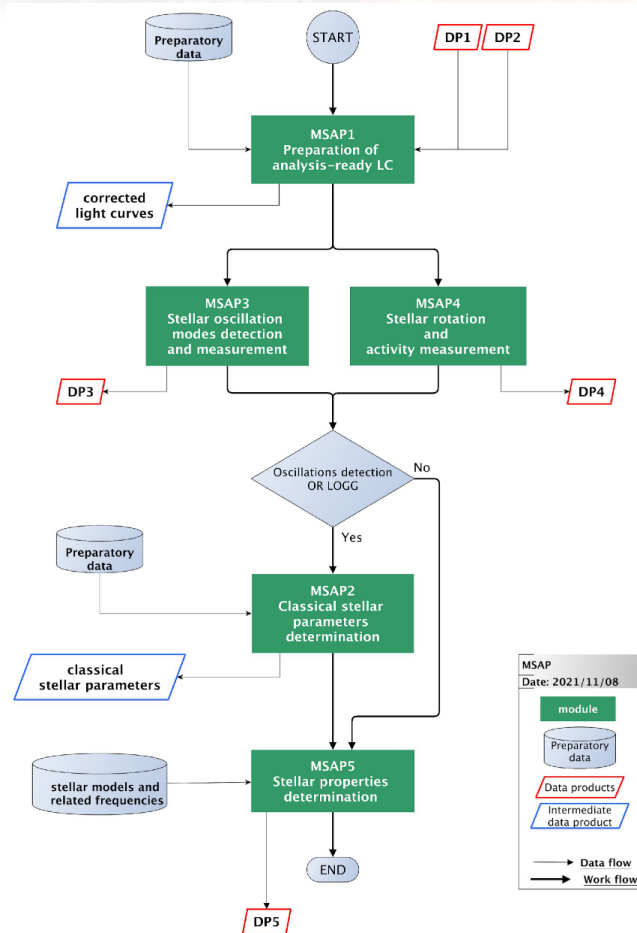 Preparatory
data
START
DP1
DP2
MSAP1
Preparation of
analysis-ready LC
corrected
light curves
MSAP3
Stellar oscillation
modes detection
and measurement
MSAP4
Stellar rotation
and
activity measurement
DP3
DP4
Oscillations detection
OR LOGG
No
Yes
Preparatory
data
MSAP2
Classical stellar
parameters
determination
classical
stellar parameters
stellar models and
related frequencies
MSAP5
Stellar properties
determination
END
DP5
MSAP
Date: 2021/11/08
module
Preparatory
data
Data products
Intermediate
data product
Data flow
Work flow